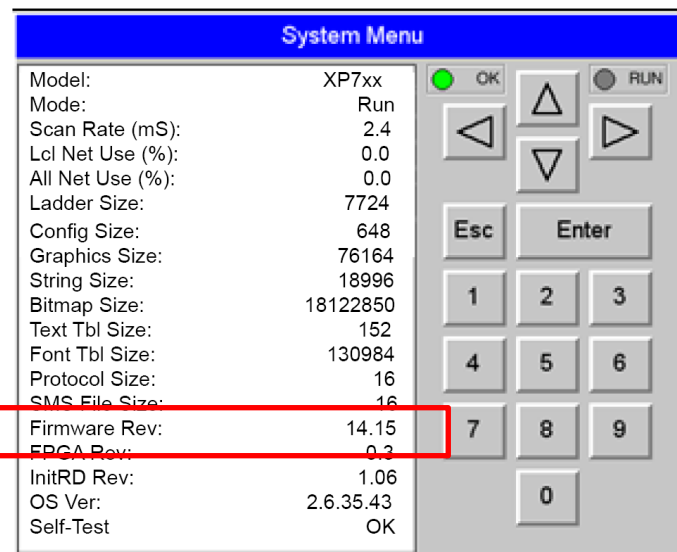 System Menu
Model: XP7xx
Mode: Run
Scan Rate (mS): 2.4
Lcl Net Use (%): 0.0
All Net Use (%): 0.0
Ladder Size: 7724
Config Size: 648
Graphics Size: 76164
String Size: 18996
Bitmap Size: 18122850
Text Tbl Size: 152
Font Tbl Size: 130984
Protocol Size: 16
SMS File Size: 16
Firmware Rev: 14.15
FPGA Rev: 0.3
InitRD Rev: 1.06
OS Ver: 2.6.35.43
Self-Test OK
OK
RUN
Esc Enter
1 2 3
4 5 6
7 8 9
0